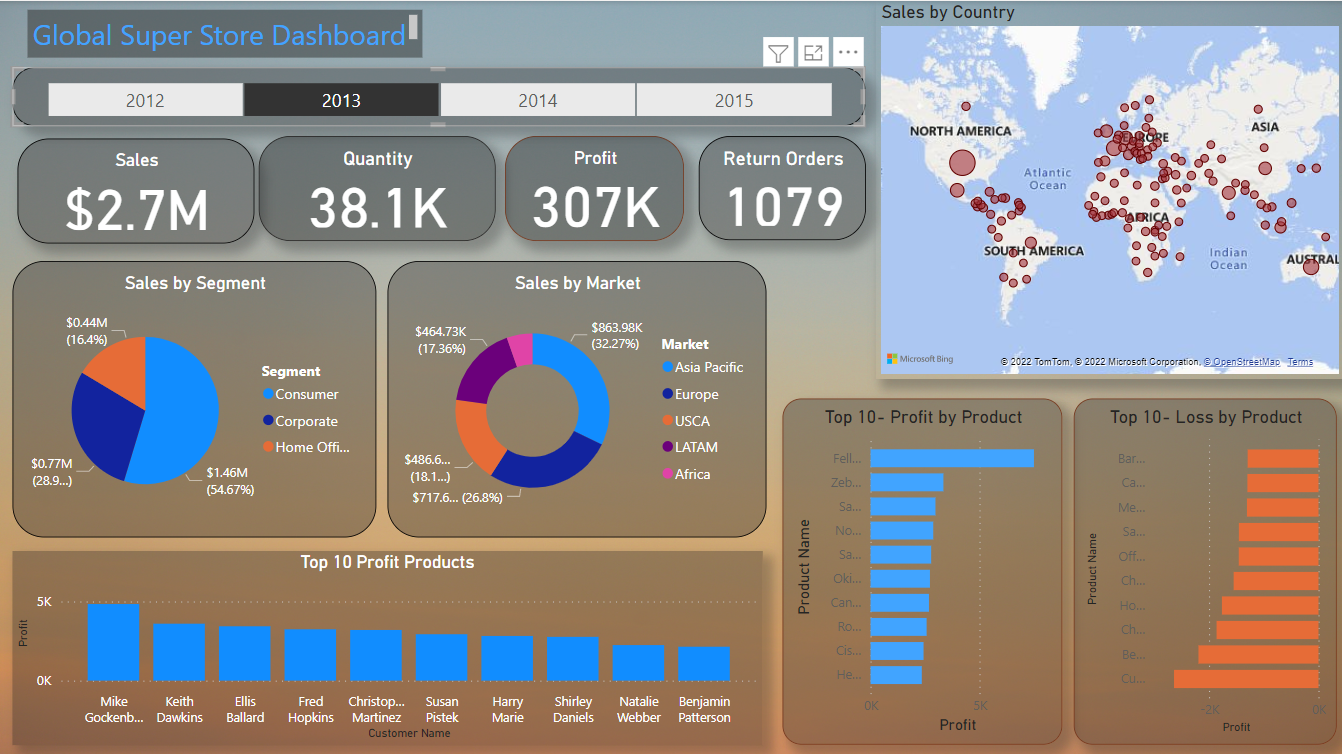 Global Super Store Dashboard
2012
2013
2014
2015
Sales
$2.7M
Quantity
38.1K
Profit
307K
Return Orders
1079
Sales by Country
NORTH AMERICA
EUROPE
ASIA
Atlantic
Ocean
AFRICA
SOUTH AMERICA
Indian
Ocean
AUSTRAL
Microsoft Bing
© 2022 TomTom, © 2022 Microsoft Corporation, © OpenStreetMap Terms
Sales by Segment
$0.44M
(16.4%)
$0.77M
(28.9...)
$1.46M
(54.67%)
Segment
Consumer
Corporate
Home Offi...
Sales by Market
$464.73K
(17.36%)
$863.98K
(32.27%)
$486.6...
(18.1...)
$717.6... (26.8%)
Market
Asia Pacific
Europe
USCA
LATAM
Africa
Top 10 Profit Products
Profit
5K
0K
Mike
Gockenb...
Keith
Dawkins
Ellis
Ballard
Fred
Hopkins
Christop...
Martinez
Susan
Pistek
Harry
Marie
Shirley
Daniels
Natalie
Webber
Benjamin
Patterson
Customer Name
Top 10- Profit by Product
Product Name
Fell...
Zeb...
Sa...
No...
Sa...
Oki...
Can...
Ro...
Cis...
He...
0K
5K
Profit
Top 10- Loss by Product
Product Name
Bar...
Ca...
Me...
Sa...
Off...
Ch...
Ho...
Ch...
Be...
Cu...
-2K
0K
Profit